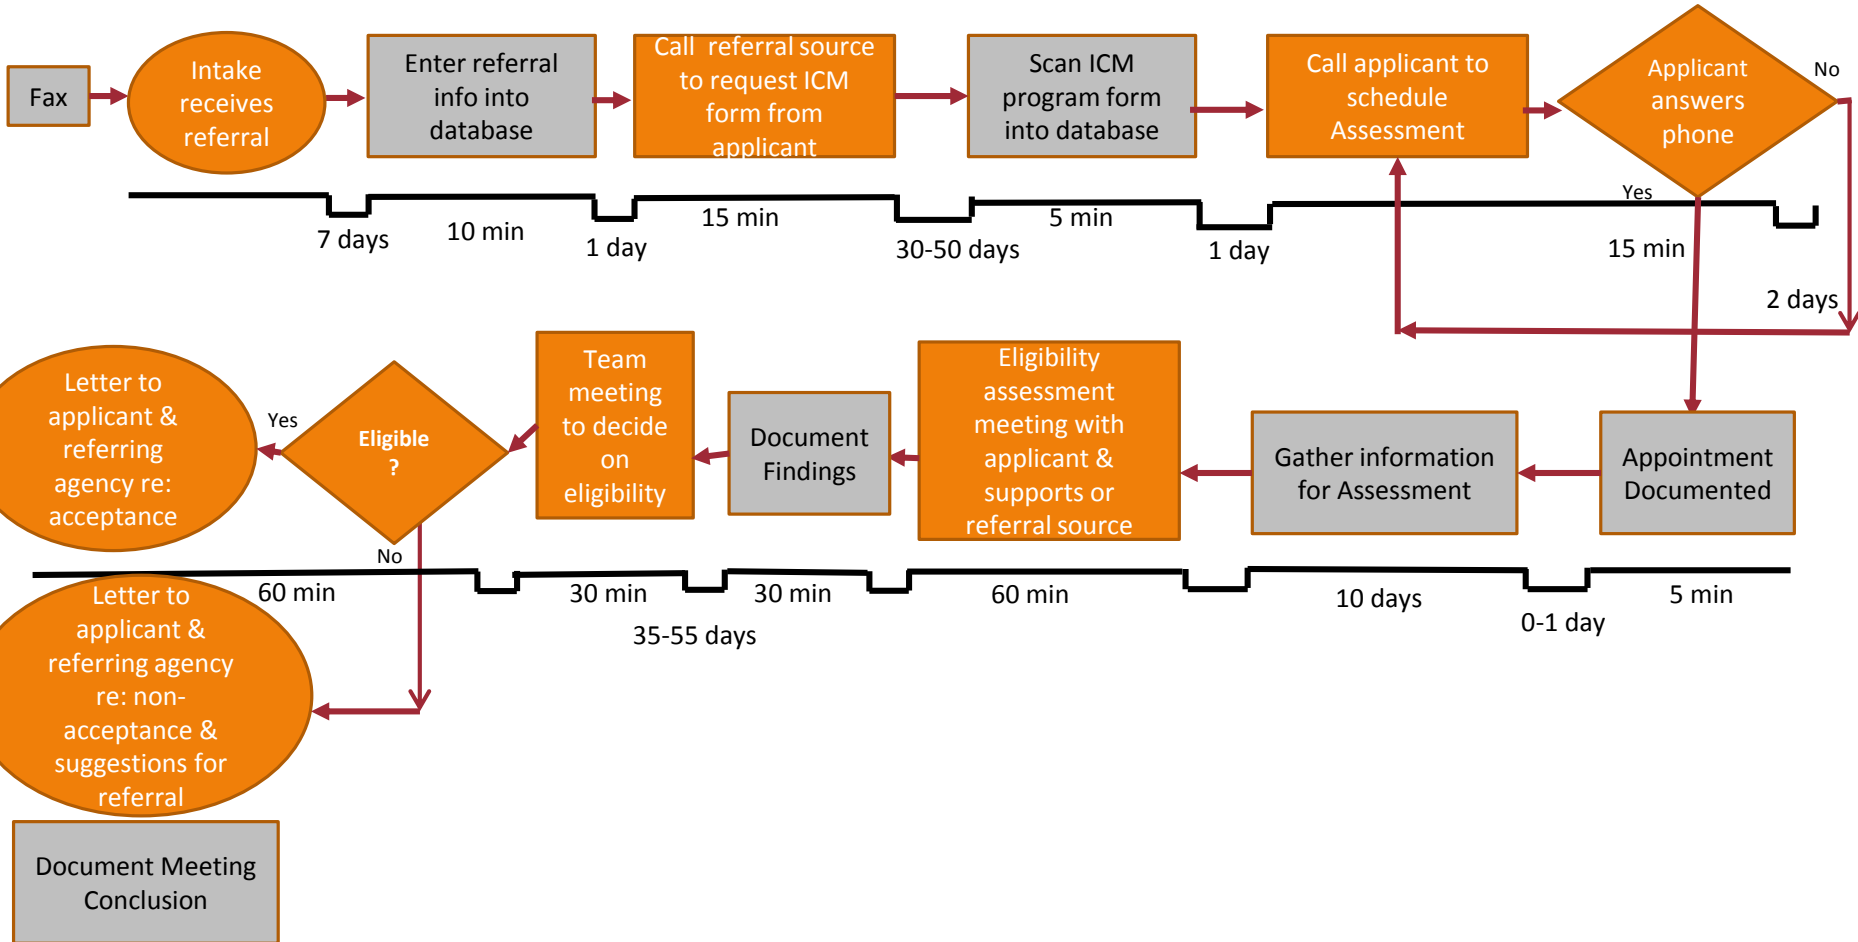 Fax
Intake
receives
referral
Enter referral
info into
database
Call referral source
to request ICM
form from
applicant
Scan ICM
program form
into database
Call applicant to
schedule
Assessment
Applicant
answers
phone
No
Yes
7 days
10 min
1 day
15 min
30-50 days
5 min
1 day
15 min
2 days
Letter to
applicant &
referring
agency re:
acceptance
Yes
Eligible
?
No
Team
meeting
to decide
on
eligibility
Document
Findings
Eligibility
assessment
meeting with
applicant &
supports or
referral source
Gather information
for Assessment
Appointment
Documented
60 min
30 min
30 min
60 min
10 days
5 min
35-55 days
0-1 day
Letter to
applicant &
referring agency
re: non-
acceptance &
suggestions for
referral
Document Meeting
Conclusion